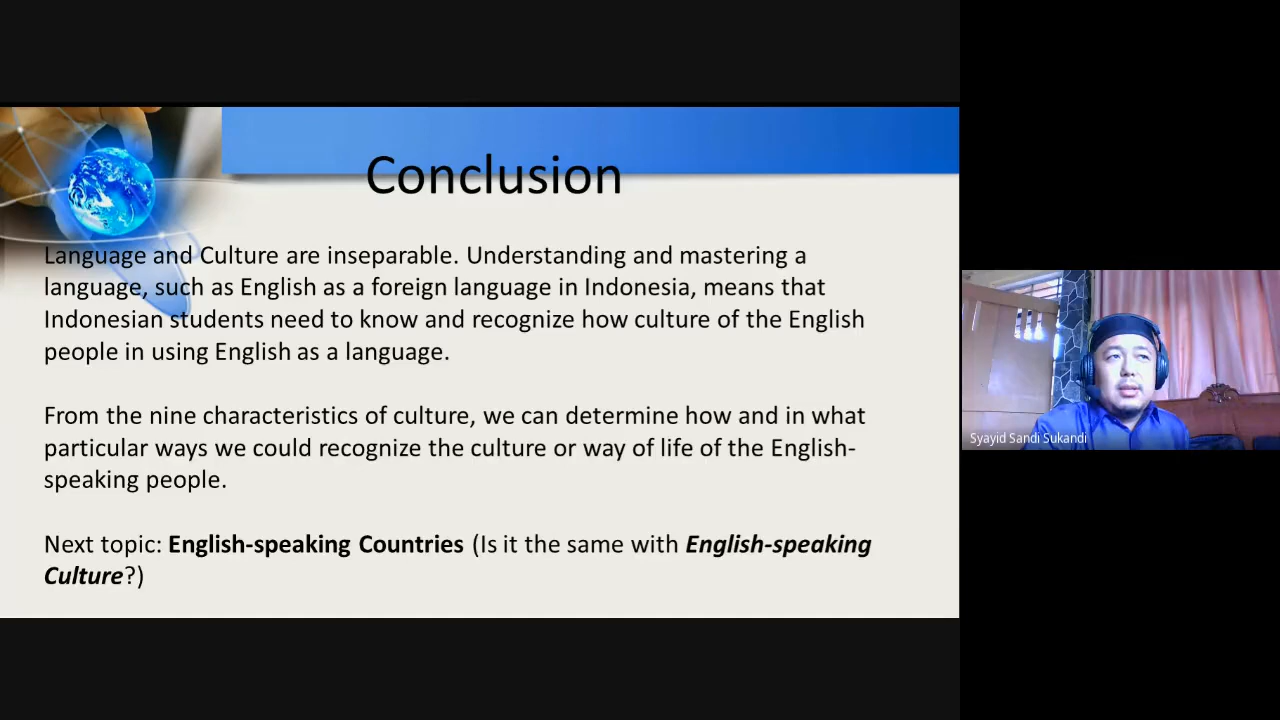 Conclusion
Language and Culture are inseparable. Understanding and mastering a
language, such as English as a foreign language in Indonesia, means that
Indonesian students need to know and recognize how culture of the English
people in using English as a language.
From the nine characteristics of culture, we can determine how and in what
particular ways we could recognize the culture or way of life of the English-
speaking people.
Next topic: English-speaking Countries (Is it the same with English-speaking
Culture?)
Syayid Sandi Sukandi